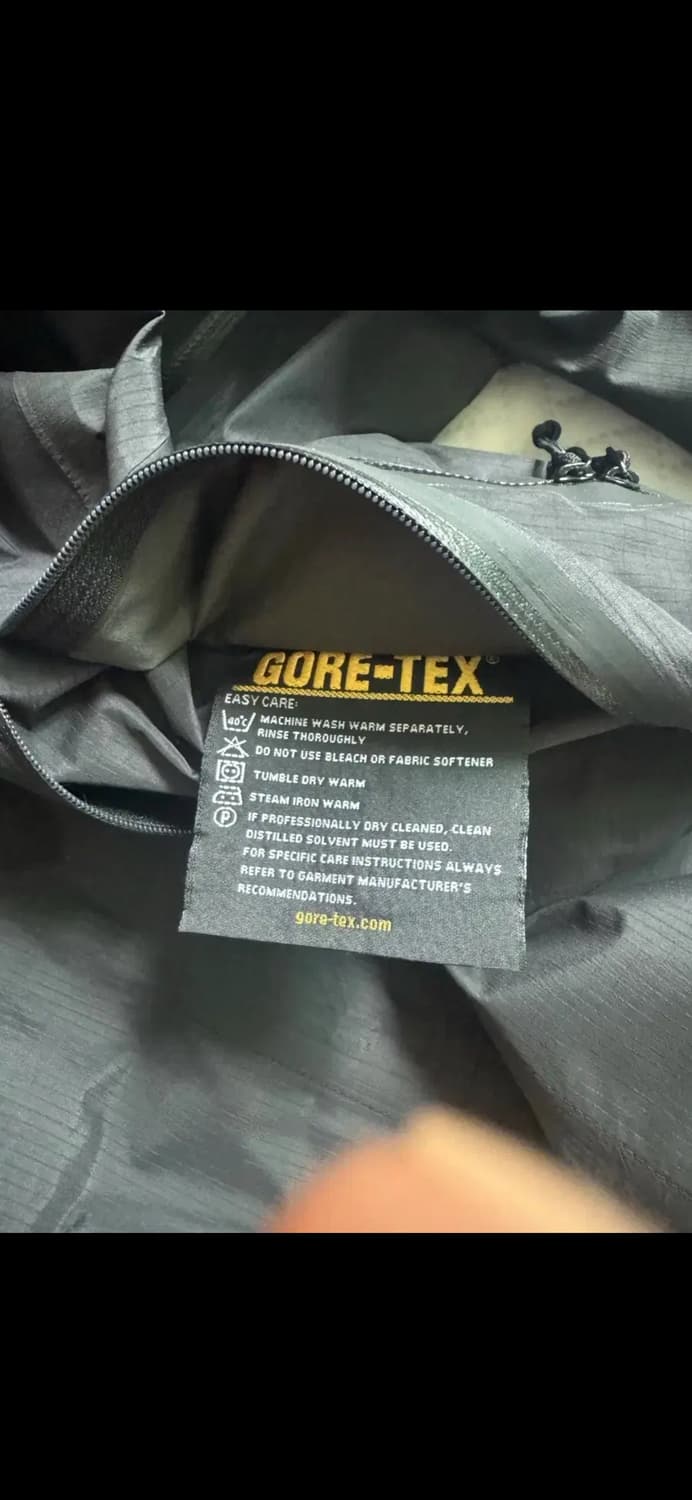 GORE-TEX®
EASY CARE:
40°C MACHINE WASH WARM SEPARATELY,
RINSE THOROUGHLY
DO NOT USE BLEACH OR FABRIC SOFTENER
TUMBLE DRY WARM
STEAM IRON WARM
P IF PROFESSIONALLY DRY CLEANED, CLEAN
DISTILLED SOLVENT MUST BE USED.
FOR SPECIFIC CARE INSTRUCTIONS ALWAYS
REFER TO GARMENT MANUFACTURER'S
RECOMMENDATIONS.
gore-tex.com